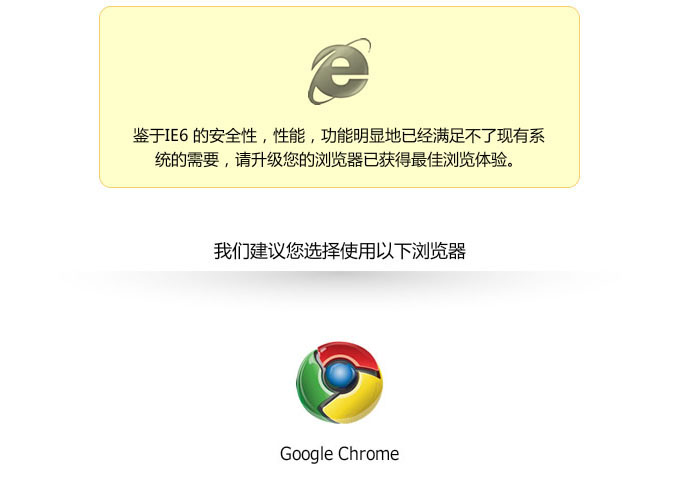 鉴于IE6 的安全性，性能，功能明显地已经满足不了现有系
统的需要，请升级您的浏览器已获得最佳浏览体验。
我们建议您选择使用以下浏览器
Google Chrome